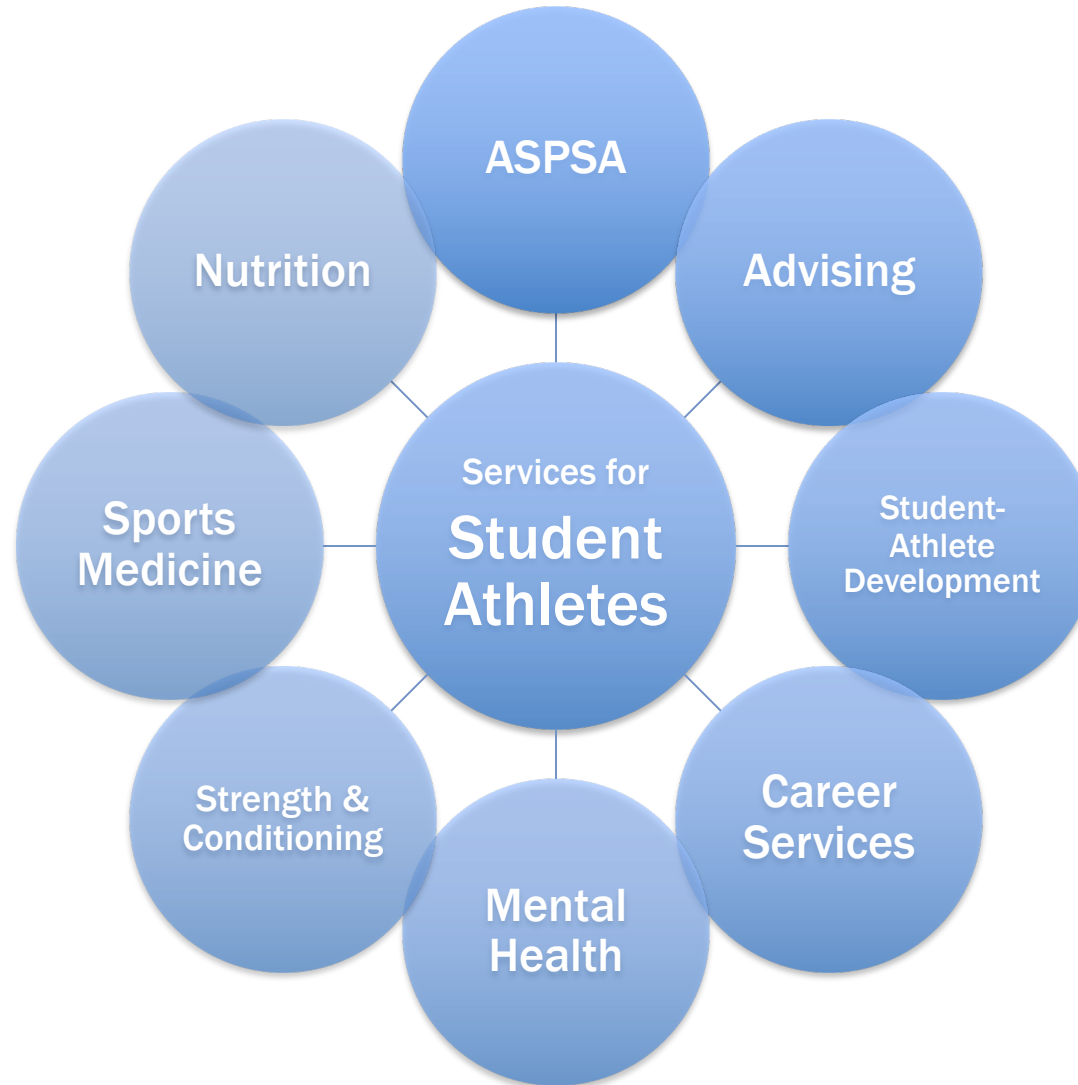 ASPSA
Advising
Student-
Athlete
Development
Career
Services
Mental
Health
Strength &
Conditioning
Sports
Medicine
Nutrition
Services for
Student
Athletes